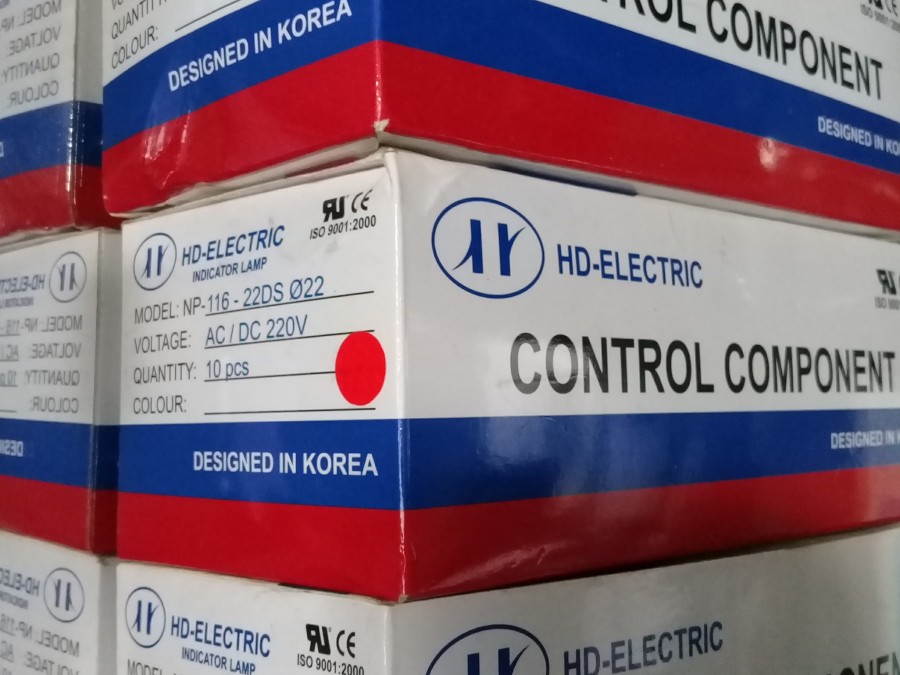 QUANTITY:
COLOUR:
DESIGNED IN KOREA
CONTROL COMPONENT
DESIGNED IN KO
HD-ELECTRIC
INDICATOR LAMP
ISO 9001:2000
MODEL: NP-116 - 22DS Ø22
VOLTAGE: AC / DC 220V
QUANTITY: 10 pcs
COLOUR:
DESIGNED IN KOREA
HD-ELECTRIC
CONTROL COMPONENT
DESIGNED IN K
HD-ELECTRIC
INDICATOR LAMP
ISO 9001:2000
HD-ELECTRIC